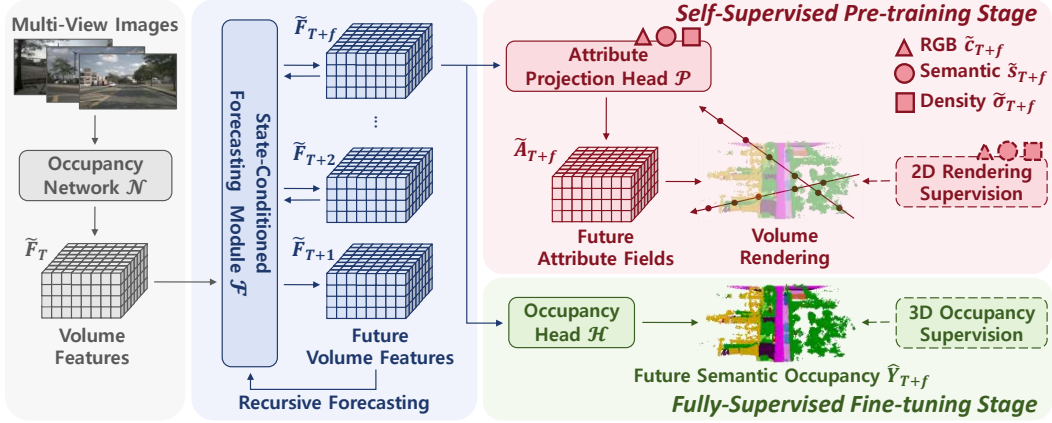 Multi-View Images
Occupancy
Network 𝒩
F̃_T
Volume
Features
State-Conditioned
Forecasting Module ℱ
F̃_{T+f}
⋮
F̃_{T+2}
F̃_{T+1}
Future
Volume Features
Recursive Forecasting
Self-Supervised Pre-training Stage
Attribute
Projection Head 𝒫
RGB c̃_{T+f}
Semantic s̃_{T+f}
Density σ̃_{T+f}
Ã_{T+f}
Future
Attribute Fields
Volume
Rendering
2D Rendering
Supervision
Occupancy
Head ℋ
3D Occupancy
Supervision
Future Semantic Occupancy Ŷ_{T+f}
Fully-Supervised Fine-tuning Stage